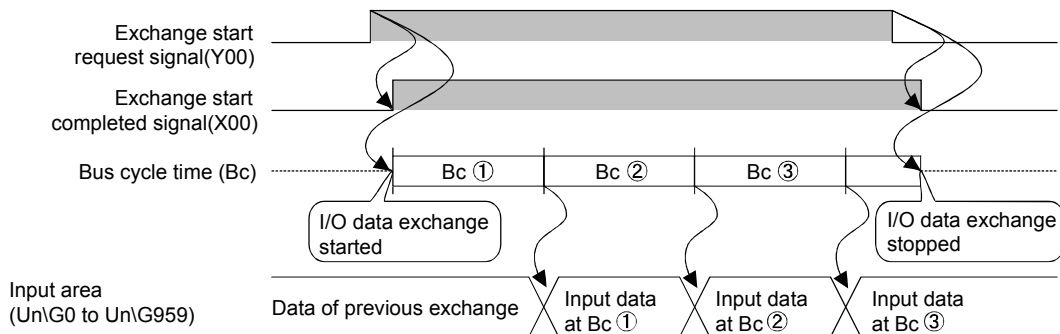 Exchange start
request signal(Y00)
Exchange start
completed signal(X00)
Bus cycle time (Bc)
Bc ①
Bc ②
Bc ③
I/O data exchange
started
I/O data exchange
stopped
Input area
(Un\G0 to Un\G959)
Data of previous exchange
Input data
at Bc ①
Input data
at Bc ②
Input data
at Bc ③